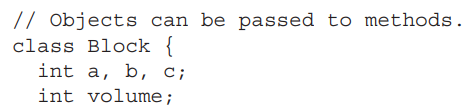 // Objects can be passed to methods.
class Block {
  int a, b, c;
  int volume;